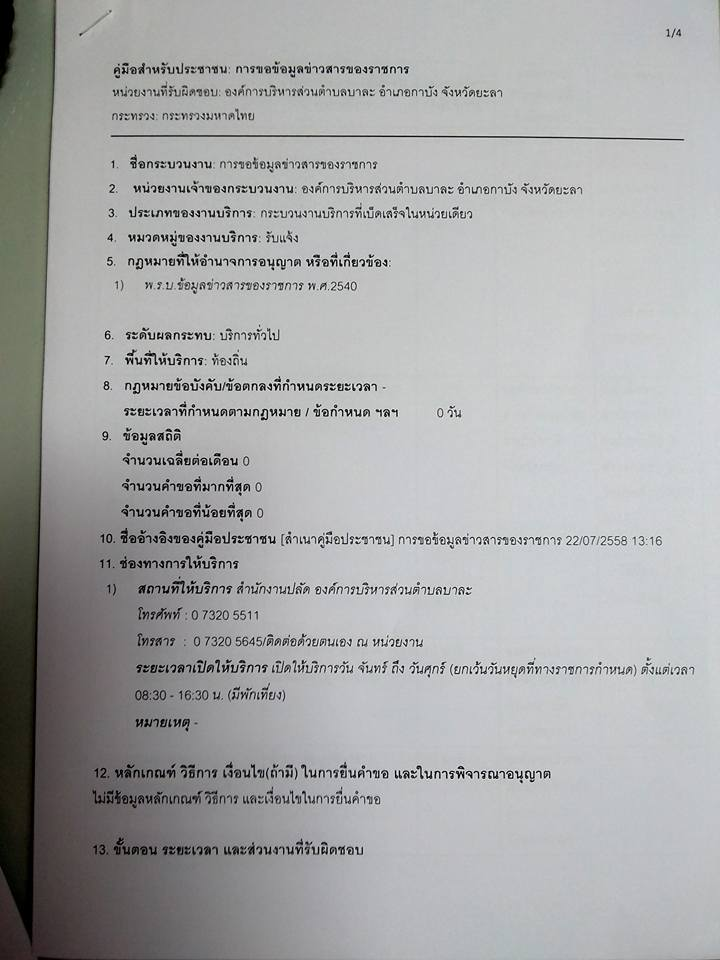 1/4
คู่มือสำหรับประชาชน: การขอข้อมูลข่าวสารของราชการ
หน่วยงานที่รับผิดชอบ: องค์การบริหารส่วนตำบลบาละ อำเภอกาบัง จังหวัดยะลา
กระทรวง: กระทรวงมหาดไทย
1. ชื่อกระบวนงาน: การขอข้อมูลข่าวสารของราชการ
2. หน่วยงานเจ้าของกระบวนงาน: องค์การบริหารส่วนตำบลบาละ อำเภอกาบัง จังหวัดยะลา
3. ประเภทของงานบริการ: กระบวนงานบริการที่เบ็ดเสร็จในหน่วยเดียว
4. หมวดหมู่ของงานบริการ: รับแจ้ง
5. กฎหมายที่ให้อำนาจการอนุญาต หรือที่เกี่ยวข้อง:
1) พ.ร.บ.ข้อมูลข่าวสารของราชการ พ.ศ.2540
6. ระดับผลกระทบ: บริการทั่วไป
7. พื้นที่ให้บริการ: ท้องถิ่น
8. กฎหมายข้อบังคับ/ข้อตกลงที่กำหนดระยะเวลา -
ระยะเวลาที่กำหนดตามกฎหมาย / ข้อกำหนด ฯลฯ 0 วัน
9. ข้อมูลสถิติ
จำนวนเฉลี่ยต่อเดือน 0
จำนวนคำขอที่มากที่สุด 0
จำนวนคำขอที่น้อยที่สุด 0
10. ชื่ออ้างอิงของคู่มือประชาชน [สำเนาคู่มือประชาชน] การขอข้อมูลข่าวสารของราชการ 22/07/2558 13:16
11. ช่องทางการให้บริการ
1) สถานที่ให้บริการ สำนักงานปลัด องค์การบริหารส่วนตำบลบาละ
โทรศัพท์ : 0 7320 5511
โทรสาร : 0 7320 5645/ติดต่อด้วยตนเอง ณ หน่วยงาน
ระยะเวลาเปิดให้บริการ เปิดให้บริการวัน จันทร์ ถึง วันศุกร์ (ยกเว้นวันหยุดที่ทางราชการกำหนด) ตั้งแต่เวลา
08:30 - 16:30 น. (มีพักเที่ยง)
หมายเหตุ -
12. หลักเกณฑ์ วิธีการ เงื่อนไข(ถ้ามี) ในการยื่นคำขอ และในการพิจารณาอนุญาต
ไม่มีข้อมูลหลักเกณฑ์ วิธีการ และเงื่อนไขในการยื่นคำขอ
13. ขั้นตอน ระยะเวลา และส่วนงานที่รับผิดชอบ